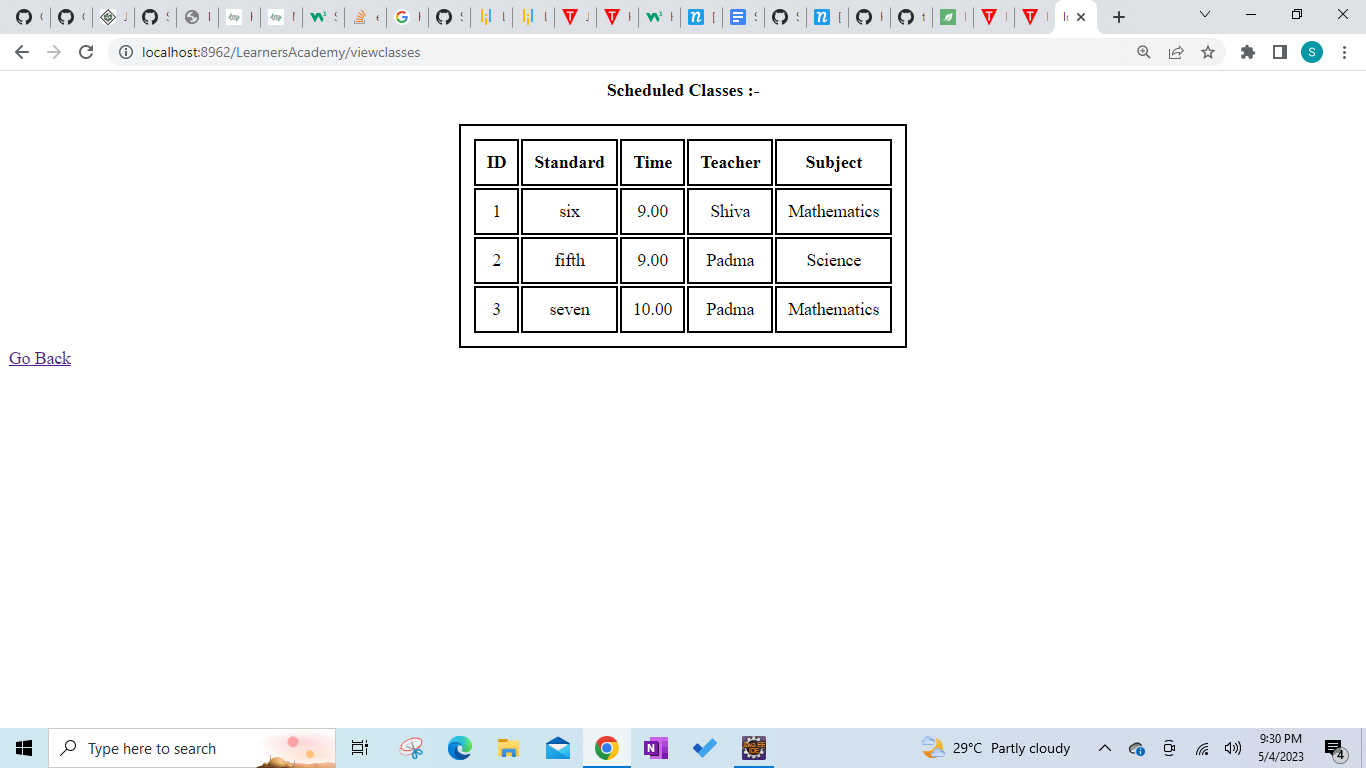 localhost:8962/LearnersAcademy/viewclasses
S
Scheduled Classes :-
ID Standard Time Teacher Subject
1 six 9.00 Shiva Mathematics
2 fifth 9.00 Padma Science
3 seven 10.00 Padma Mathematics
Go Back
Type here to search
29°C Partly cloudy
9:30 PM
5/4/2023
4